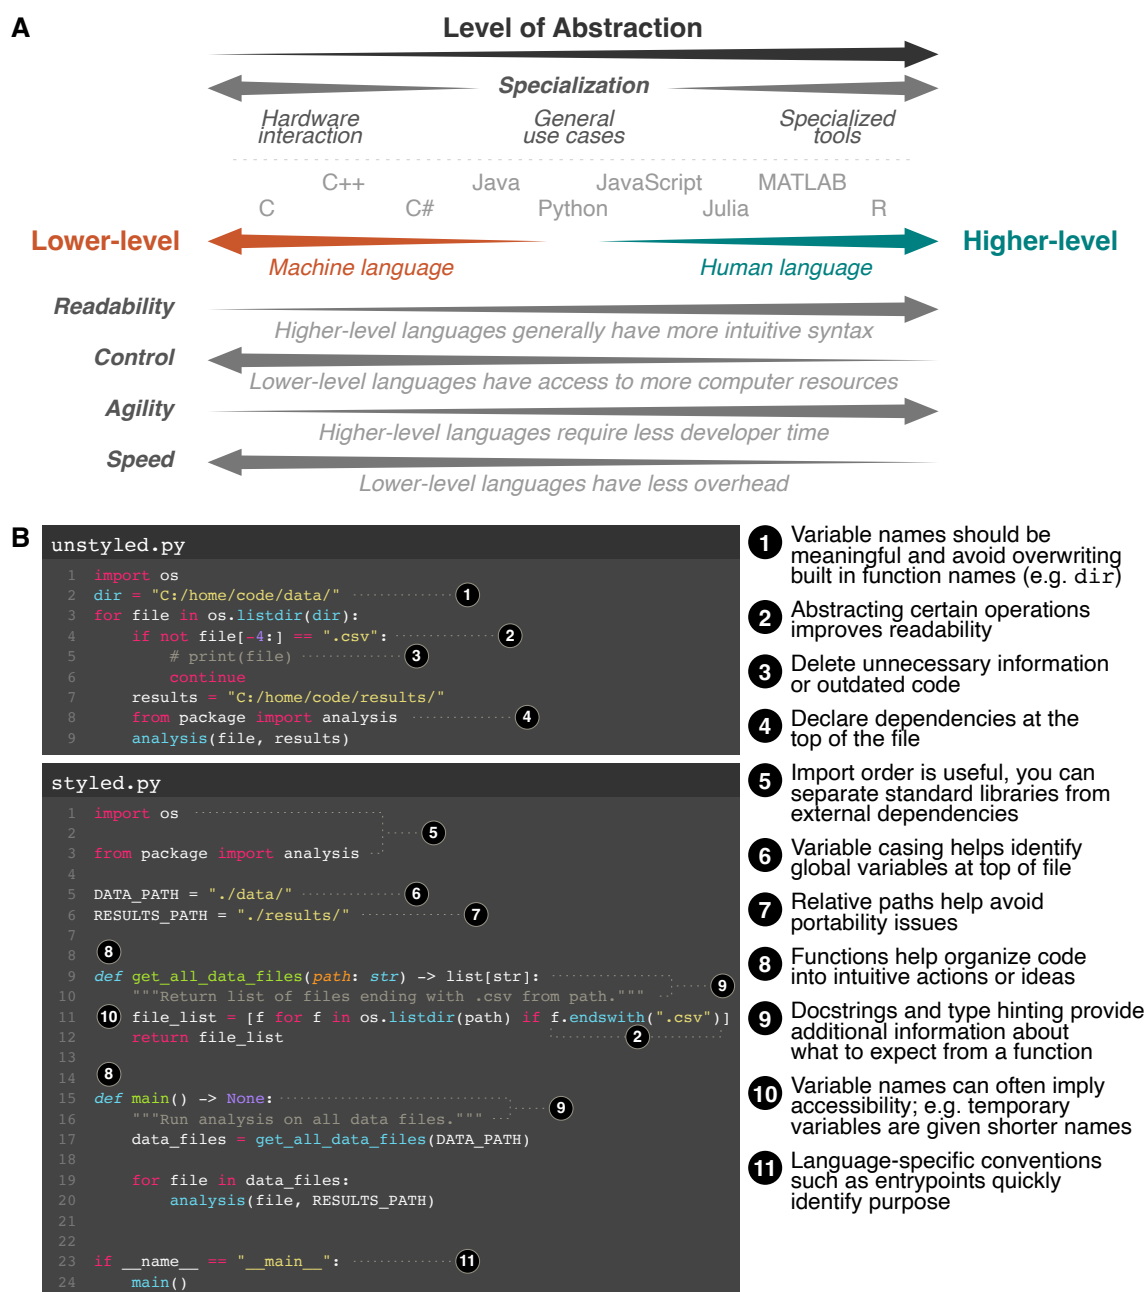 A
Level of Abstraction
Specialization
Hardware interaction
General use cases
Specialized tools
C++
Java
JavaScript
MATLAB
C
C#
Python
Julia
R
Lower-level
Higher-level
Machine language
Human language
Readability
Higher-level languages generally have more intuitive syntax
Control
Lower-level languages have access to more computer resources
Agility
Higher-level languages require less developer time
Speed
Lower-level languages have less overhead
B
unstyled.py
1 import os
2 dir = "C:/home/code/data/" 1
3 for file in os.listdir(dir):
4     if not file[-4:] == ".csv": 2
5         # print(file) 3
6         continue
7     results = "C:/home/code/results/"
8     from package import analysis 4
9     analysis(file, results)
styled.py
1 import os
2 5
3 from package import analysis
4
5 DATA_PATH = "./data/" 6
6 RESULTS_PATH = "./results/" 7
7
8 8
9 def get_all_data_files(path: str) -> list[str]:
10     """Return list of files ending with .csv from path.""" 9
11 10 file_list = [f for f in os.listdir(path) if f.endswith(".csv")]
12     return file_list 2
13
14 8
15 def main() -> None:
16     """Run analysis on all data files.""" 9
17     data_files = get_all_data_files(DATA_PATH)
18
19     for file in data_files:
20         analysis(file, RESULTS_PATH)
21
22
23 if __name__ == "__main__": 11
24     main()
1 Variable names should be
meaningful and avoid overwriting
built in function names (e.g. dir)
2 Abstracting certain operations
improves readability
3 Delete unnecessary information
or outdated code
4 Declare dependencies at the
top of the file
5 Import order is useful, you can
separate standard libraries from
external dependencies
6 Variable casing helps identify
global variables at top of file
7 Relative paths help avoid
portability issues
8 Functions help organize code
into intuitive actions or ideas
9 Docstrings and type hinting provide
additional information about
what to expect from a function
10 Variable names can often imply
accessibility; e.g. temporary
variables are given shorter names
11 Language-specific conventions
such as entrypoints quickly
identify purpose